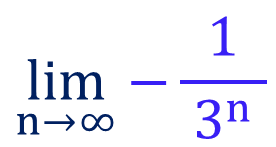 lim n→∞ − 1/3ⁿ